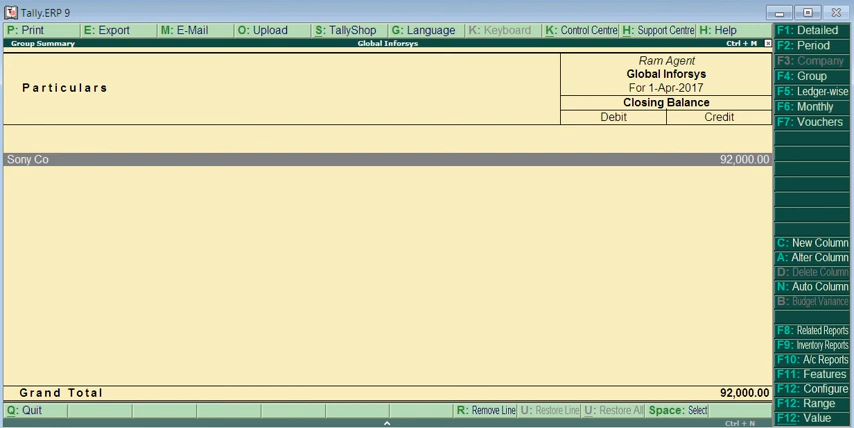 Tally.ERP 9
P: Print E: Export M: E-Mail O: Upload S: TallyShop G: Language K: Keyboard K: Control Centre H: Support Centre H: Help
Group Summary Global Inforsys Ctrl + M
Particulars
Ram Agent
Global Inforsys
For 1-Apr-2017
Closing Balance
Debit Credit
Sony Co 92,000.00
Grand Total 92,000.00
Q: Quit R: Remove Line U: Restore Line U: Restore All Space: Select
Ctrl + N
F1: Detailed
F2: Period
F3: Company
F4: Group
F5: Ledger-wise
F6: Monthly
F7: Vouchers
C: New Column
A: Alter Column
D: Delete Column
N: Auto Column
B: Budget Variance
F8: Related Reports
F9: Inventory Reports
F10: A/c Reports
F11: Features
F12: Configure
F12: Range
F12: Value